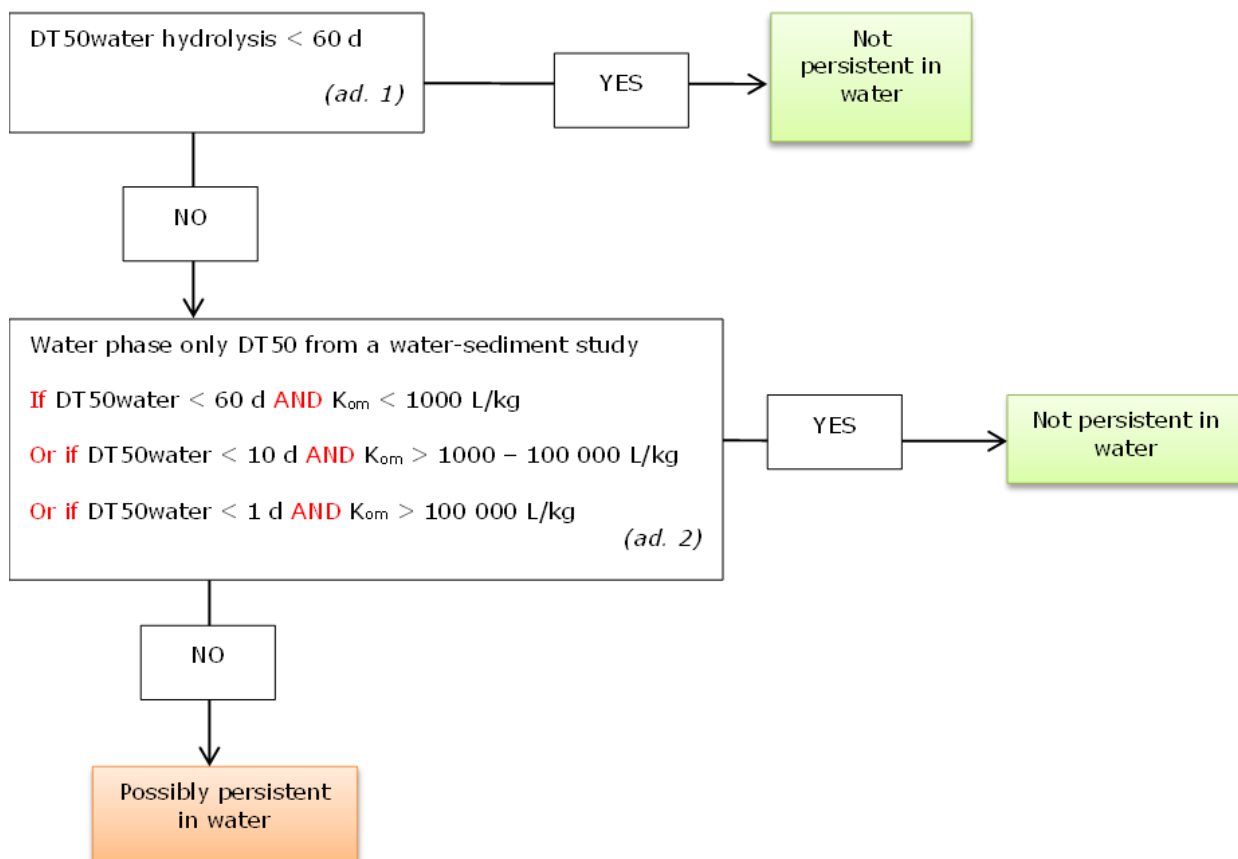 DT50water hydrolysis < 60 d
(ad. 1)
YES
Not
persistent in
water
NO
Water phase only DT50 from a water-sediment study
If DT50water < 60 d AND Kom < 1000 L/kg
Or if DT50water < 10 d AND Kom > 1000 – 100 000 L/kg
Or if DT50water < 1 d AND Kom > 100 000 L/kg
(ad. 2)
YES
Not persistent in
water
NO
Possibly persistent
in water